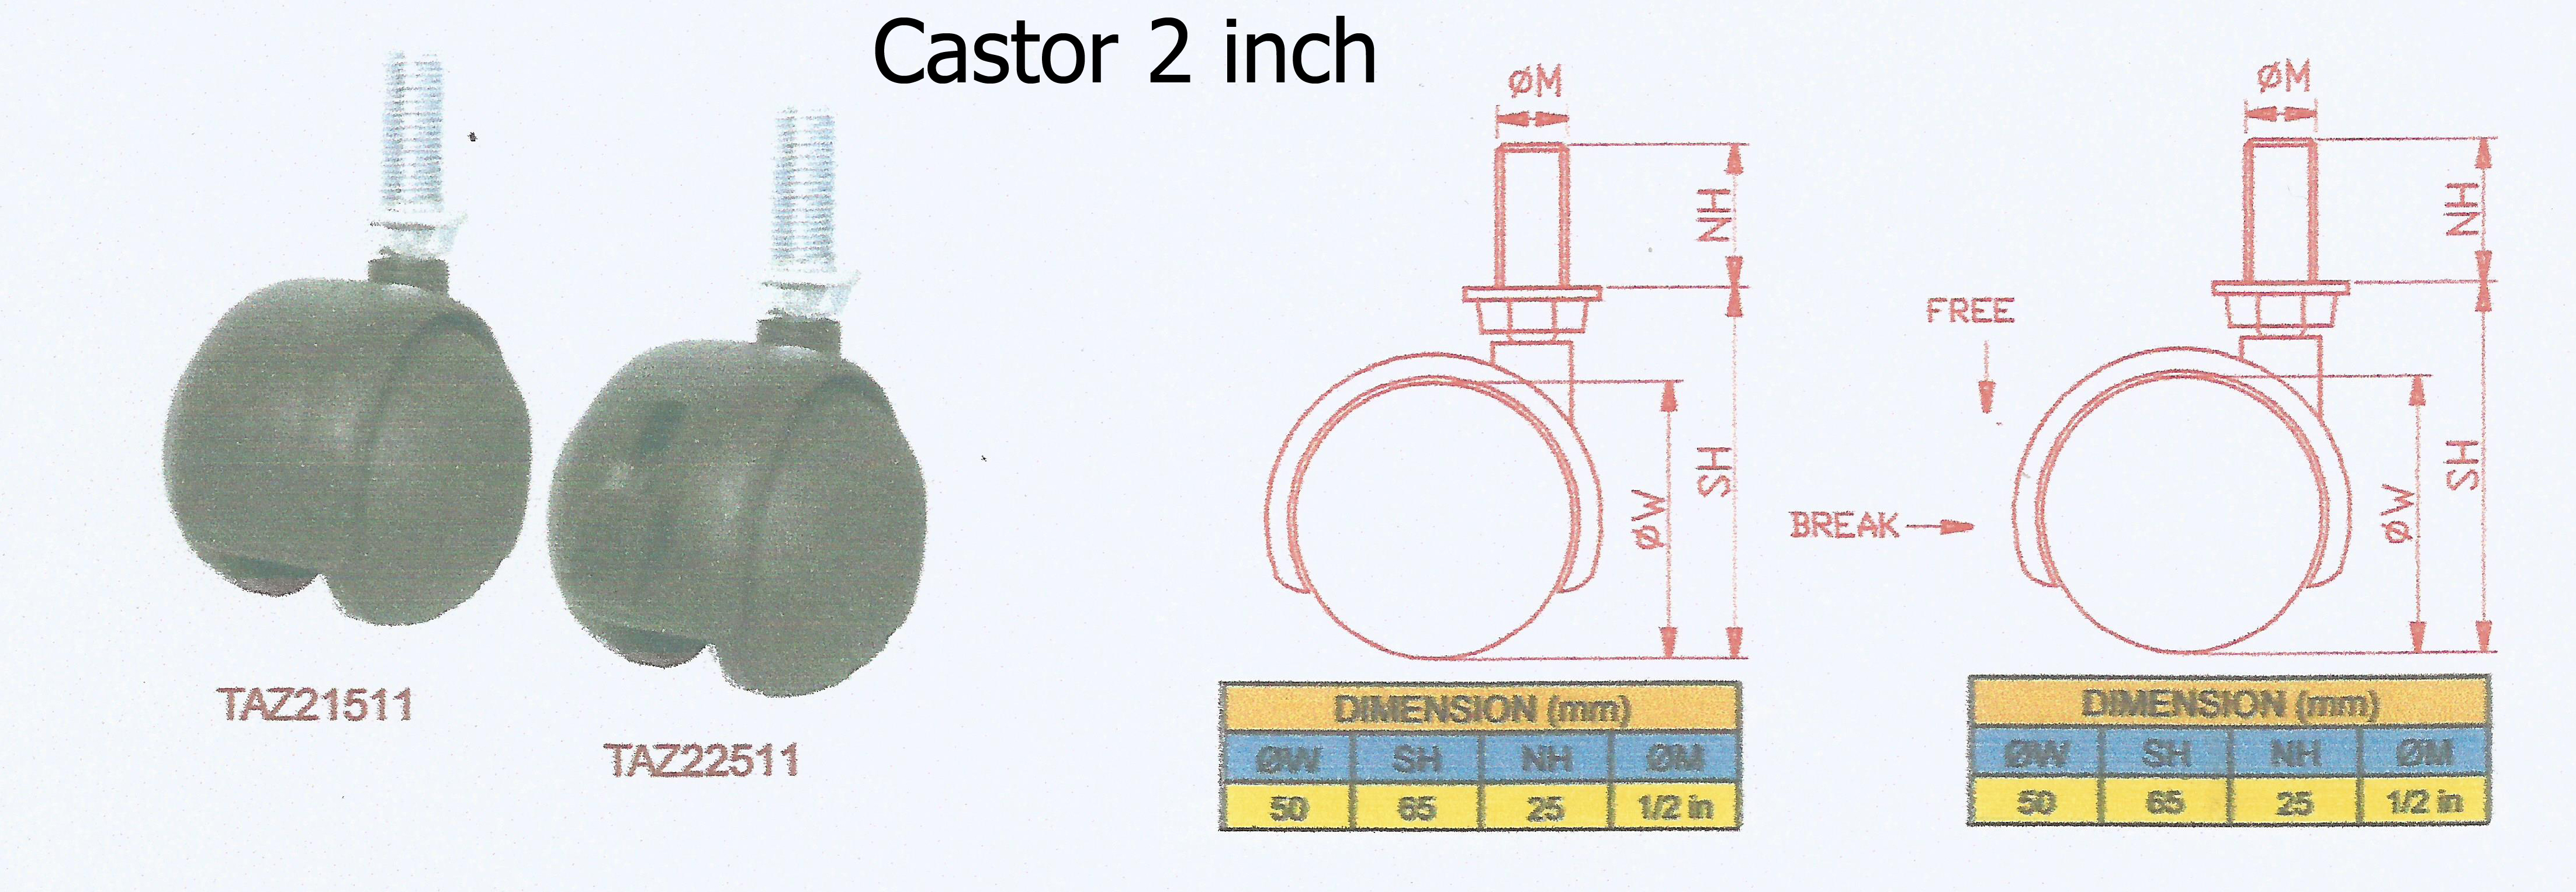 Castor 2 inch
TAZ21511
TAZ22511
ØM
NH
SH
ØW
DIMENSION (mm)
ØW SH NH ØM
50 65 25 1/2 in
FREE
BREAK
ØM
NH
SH
ØW
DIMENSION (mm)
ØW SH NH ØM
50 65 25 1/2 in